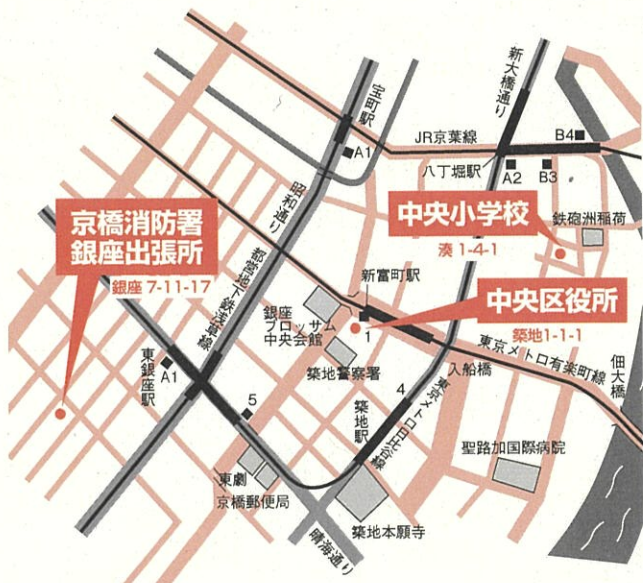 宝町駅
A1
昭和通り
都営地下鉄浅草線
新大橋通り
JR京葉線
八丁堀駅
B4
A2
B3
京橋消防署
銀座出張所
銀座 7-11-17
中央小学校
湊 1-4-1
鉄砲洲稲荷
新富町駅
1
中央区役所
築地1-1-1
銀座
ブロッサム
中央会館
築地警察署
東京メトロ有楽町線
入船橋
佃大橋
東銀座駅
A1
5
築地駅
4
東京メトロ日比谷線
聖路加国際病院
東劇
京橋郵便局
築地本願寺
晴海通り